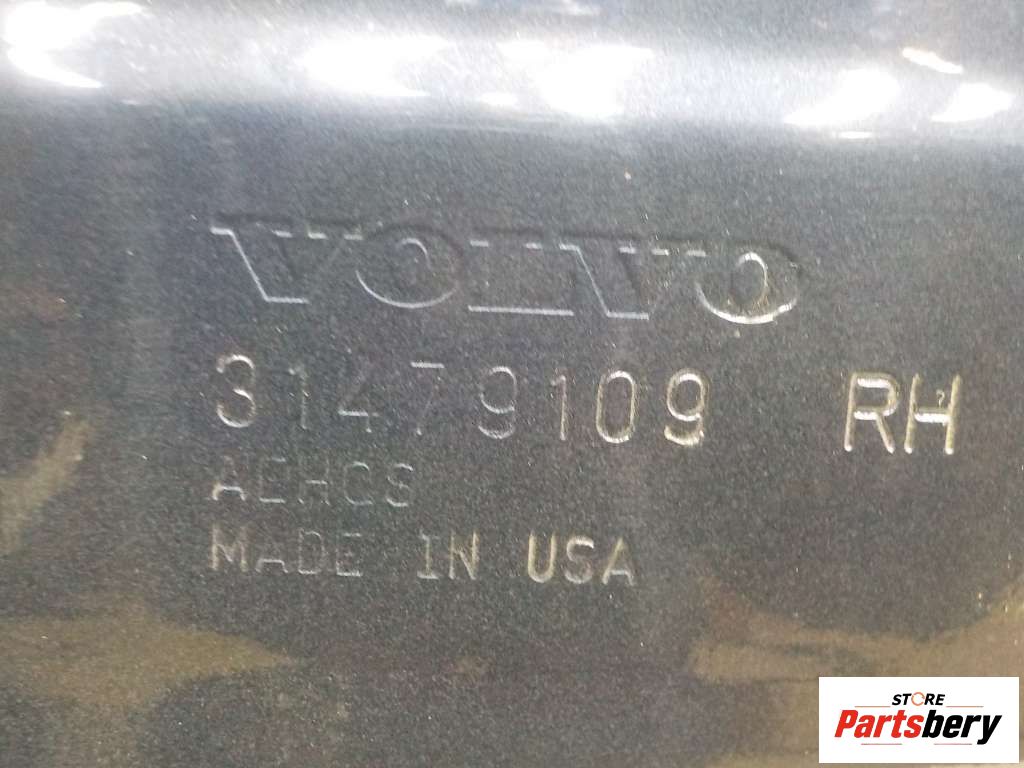 VOLVO
31479109 RH
AEHCS
MADE IN USA
STORE
Partsbery